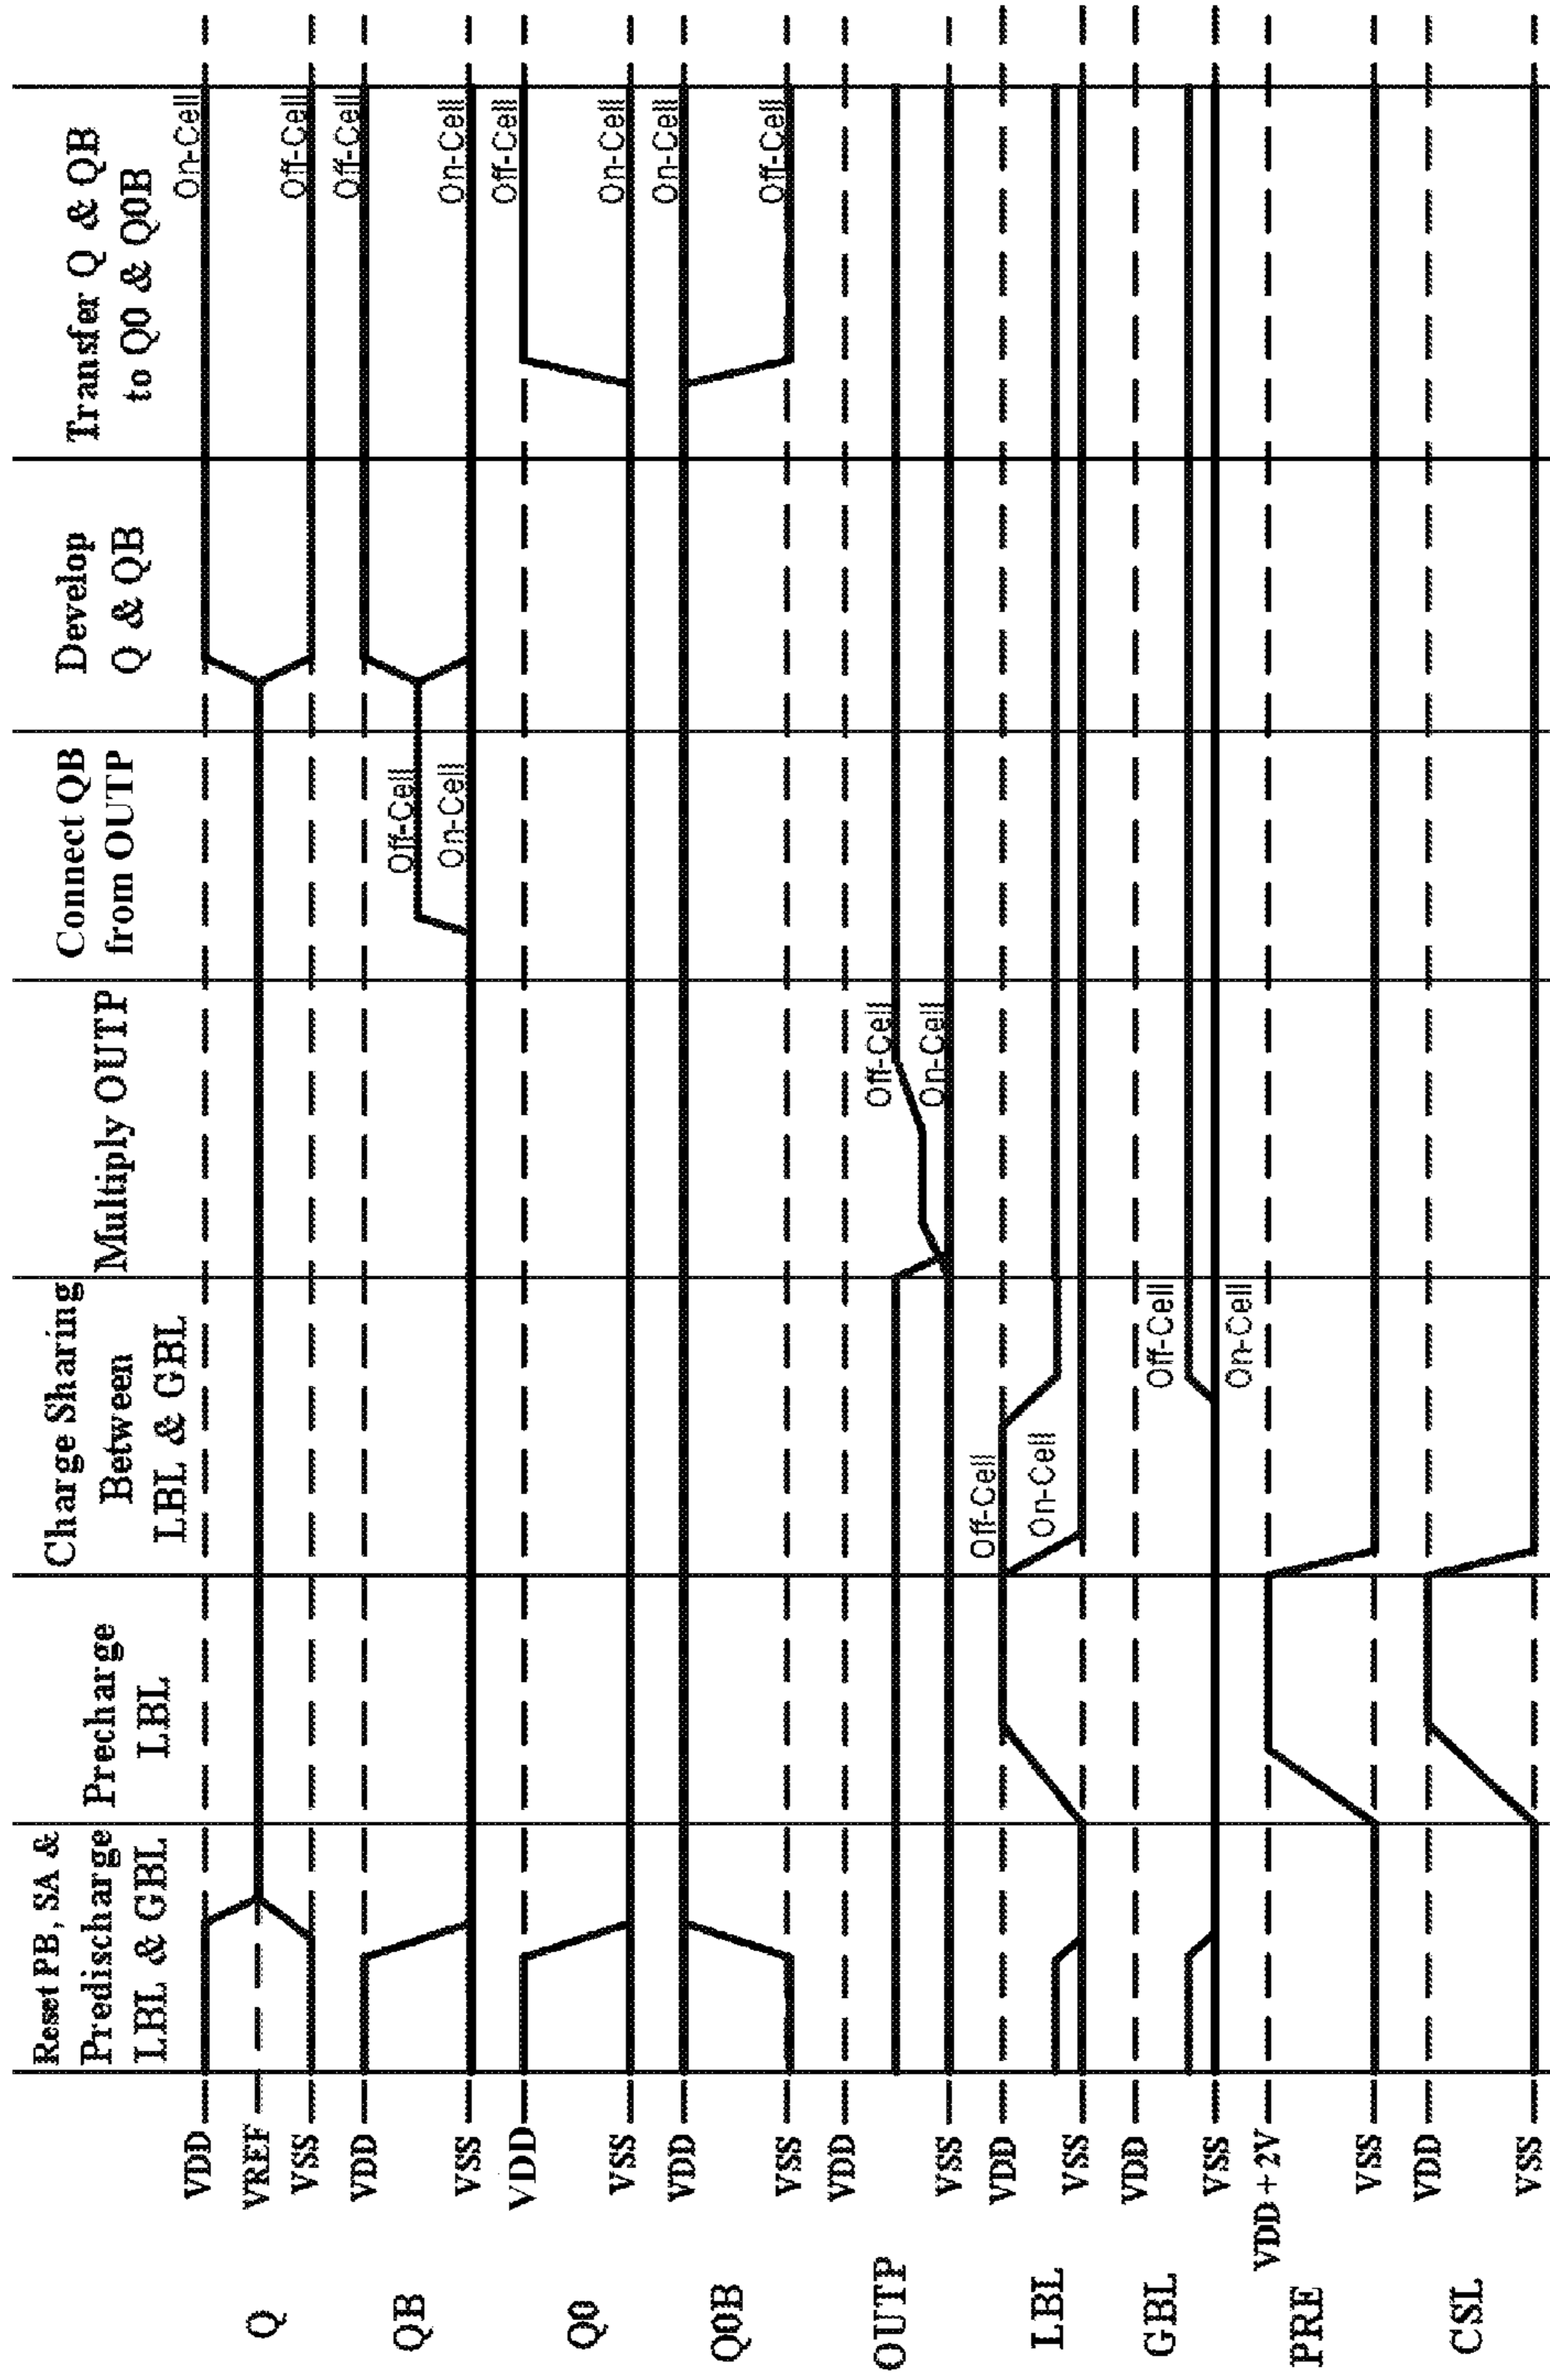 Reset PB, SA &
Predischarge
LBL & GBL
Precharge
LBL
Charge Sharing
Between
LBL & GBL
Multiply OUTP
Connect QB
from OUTP
Develop
Q & QB
Transfer Q & QB
to Q0 & Q0B
Q
VDD
VREF
VSS
On-Cell
Off-Cell
QB
VDD
VSS
Off-Cell
On-Cell
Off-Cell
On-Cell
Q0
VDD
VSS
Off-Cell
On-Cell
Q0B
VDD
VSS
On-Cell
Off-Cell
OUTP
VDD
VSS
Off-Cell
On-Cell
LBL
VDD
VSS
Off-Cell
On-Cell
GBL
VDD
VSS
Off-Cell
On-Cell
PRE
VDD + 2V
VSS
CSL
VDD
VSS